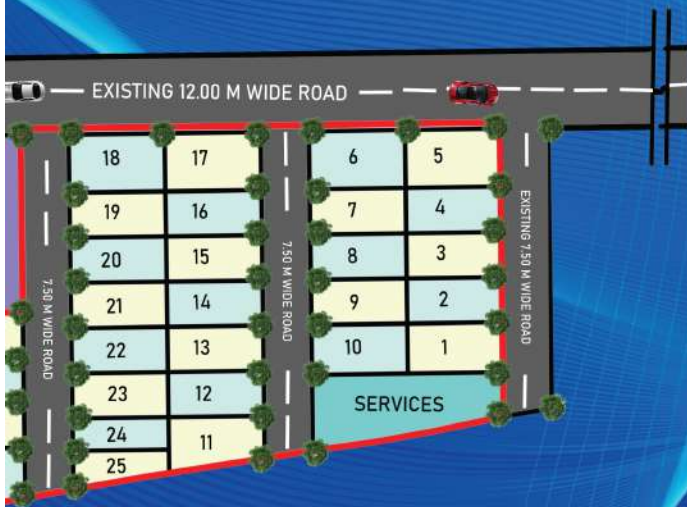 EXISTING 12.00 M WIDE ROAD
18 17 6 5
19 16 7 4
20 15 8 3
21 14 9 2
22 13 10 1
23 12
SERVICES
24 11
25
7.50 M WIDE ROAD
7.50 M WIDE ROAD
EXISTING 7.50 M WIDE ROAD